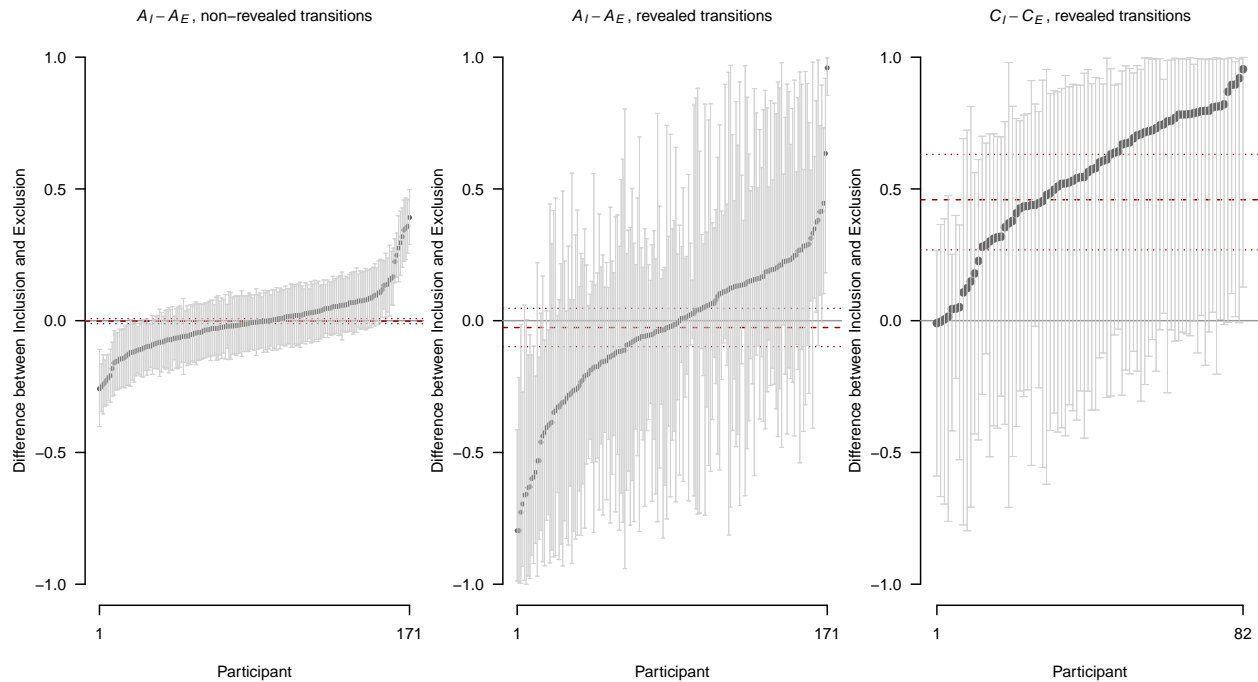 A_I − A_E , non−revealed transitions
Difference between Inclusion and Exclusion
1.0
0.5
0.0
−0.5
−1.0
1
171
Participant
A_I − A_E , revealed transitions
Difference between Inclusion and Exclusion
1.0
0.5
0.0
−0.5
−1.0
1
171
Participant
C_I − C_E , revealed transitions
Difference between Inclusion and Exclusion
1.0
0.5
0.0
−0.5
−1.0
1
82
Participant